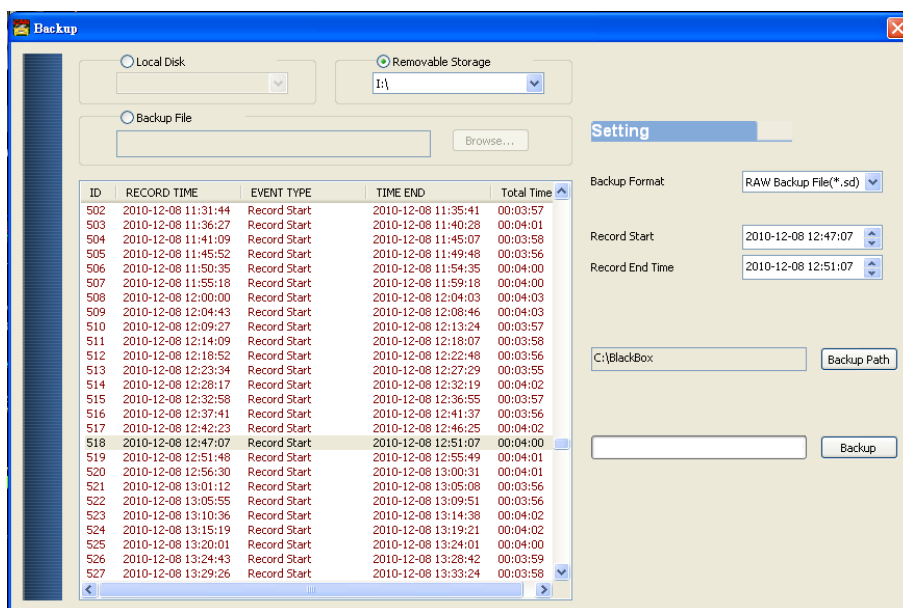 Backup
Local Disk
Removable Storage
I:\
Backup File
Browse...
Setting
Backup Format
RAW Backup File(*.sd)
Record Start
2010-12-08 12:47:07
Record End Time
2010-12-08 12:51:07
C:\BlackBox
Backup Path
Backup
ID RECORD TIME EVENT TYPE TIME END Total Time
502 2010-12-08 11:31:44 Record Start 2010-12-08 11:35:41 00:03:57
503 2010-12-08 11:36:27 Record Start 2010-12-08 11:40:28 00:04:01
504 2010-12-08 11:41:09 Record Start 2010-12-08 11:45:07 00:03:58
505 2010-12-08 11:45:52 Record Start 2010-12-08 11:49:48 00:03:56
506 2010-12-08 11:50:35 Record Start 2010-12-08 11:54:35 00:04:00
507 2010-12-08 11:55:18 Record Start 2010-12-08 11:59:18 00:04:00
508 2010-12-08 12:00:00 Record Start 2010-12-08 12:04:03 00:04:03
509 2010-12-08 12:04:43 Record Start 2010-12-08 12:08:46 00:04:03
510 2010-12-08 12:09:27 Record Start 2010-12-08 12:13:24 00:03:57
511 2010-12-08 12:14:09 Record Start 2010-12-08 12:18:07 00:03:58
512 2010-12-08 12:18:52 Record Start 2010-12-08 12:22:48 00:03:56
513 2010-12-08 12:23:34 Record Start 2010-12-08 12:27:29 00:03:55
514 2010-12-08 12:28:17 Record Start 2010-12-08 12:32:19 00:04:02
515 2010-12-08 12:32:58 Record Start 2010-12-08 12:36:55 00:03:57
516 2010-12-08 12:37:41 Record Start 2010-12-08 12:41:37 00:03:56
517 2010-12-08 12:42:23 Record Start 2010-12-08 12:46:25 00:04:02
518 2010-12-08 12:47:07 Record Start 2010-12-08 12:51:07 00:04:00
519 2010-12-08 12:51:48 Record Start 2010-12-08 12:55:49 00:04:01
520 2010-12-08 12:56:30 Record Start 2010-12-08 13:00:31 00:04:01
521 2010-12-08 13:01:12 Record Start 2010-12-08 13:05:08 00:03:56
522 2010-12-08 13:05:55 Record Start 2010-12-08 13:09:51 00:03:56
523 2010-12-08 13:10:36 Record Start 2010-12-08 13:14:38 00:04:02
524 2010-12-08 13:15:19 Record Start 2010-12-08 13:19:21 00:04:02
525 2010-12-08 13:20:01 Record Start 2010-12-08 13:24:01 00:04:00
526 2010-12-08 13:24:43 Record Start 2010-12-08 13:28:42 00:03:59
527 2010-12-08 13:29:26 Record Start 2010-12-08 13:33:24 00:03:58